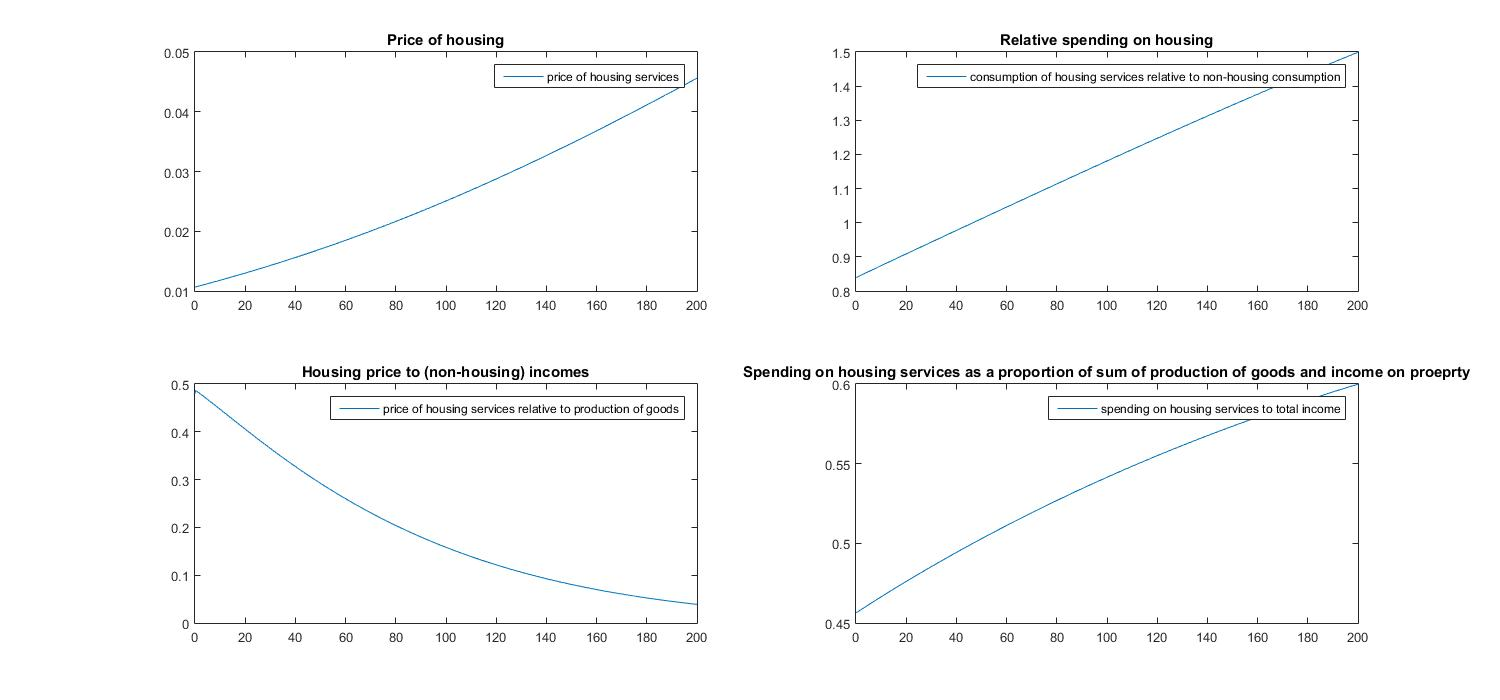 Price of housing
0.05
0.04
0.03
0.02
0.01
price of housing services
0 20 40 60 80 100 120 140 160 180 200
Relative spending on housing
1.5
1.4
1.3
1.2
1.1
1
0.9
0.8
consumption of housing services relative to non-housing consumption
0 20 40 60 80 100 120 140 160 180 200
Housing price to (non-housing) incomes
0.5
0.4
0.3
0.2
0.1
0
price of housing services relative to production of goods
0 20 40 60 80 100 120 140 160 180 200
Spending on housing services as a proportion of sum of production of goods and income on proeprty
0.6
0.55
0.5
0.45
spending on housing services to total income
0 20 40 60 80 100 120 140 160 180 200